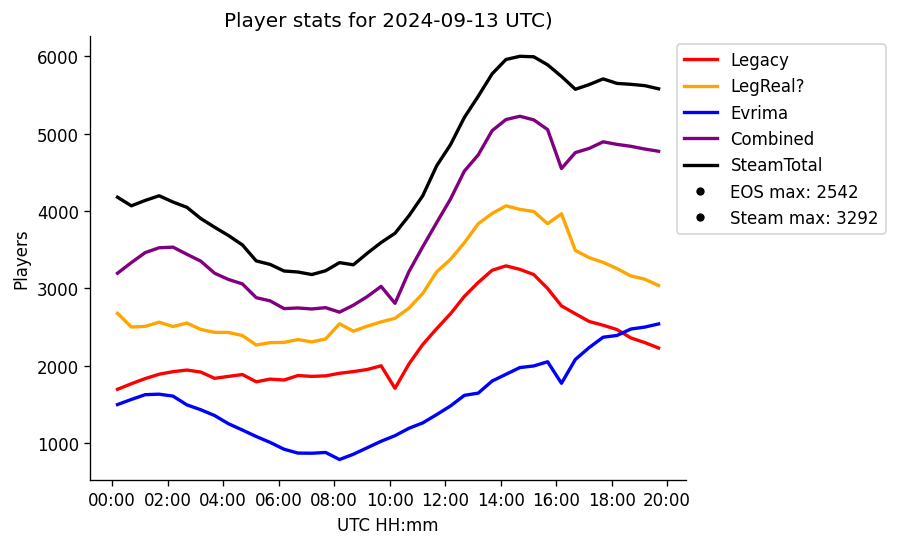 Player stats for 2024-09-13 UTC)
Players
6000
5000
4000
3000
2000
1000
00:00 02:00 04:00 06:00 08:00 10:00 12:00 14:00 16:00 18:00 20:00
UTC HH:mm
Legacy
LegReal?
Evrima
Combined
SteamTotal
EOS max: 2542
Steam max: 3292